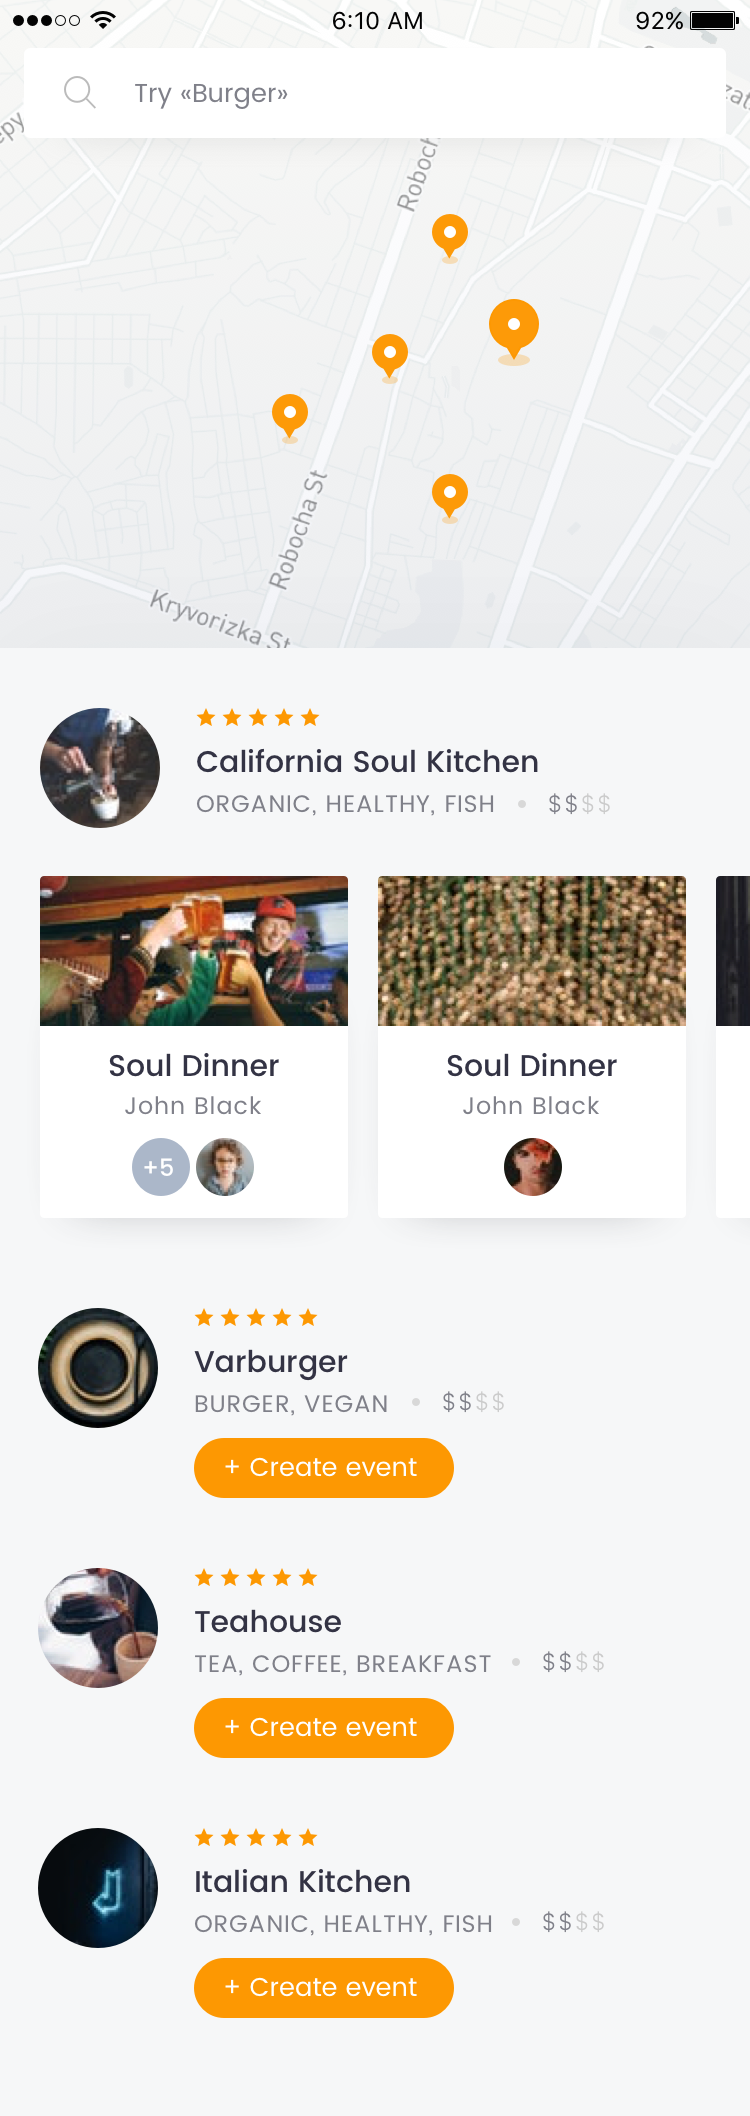 6:10 AM
92%
Try «Burger»
Robocha St
Kryvorizka St
California Soul Kitchen
ORGANIC, HEALTHY, FISH • $$$$
Soul Dinner
John Black
+5
Soul Dinner
John Black
Varburger
BURGER, VEGAN • $$$$
+ Create event
Teahouse
TEA, COFFEE, BREAKFAST • $$$$
+ Create event
Italian Kitchen
ORGANIC, HEALTHY, FISH • $$$$
+ Create event